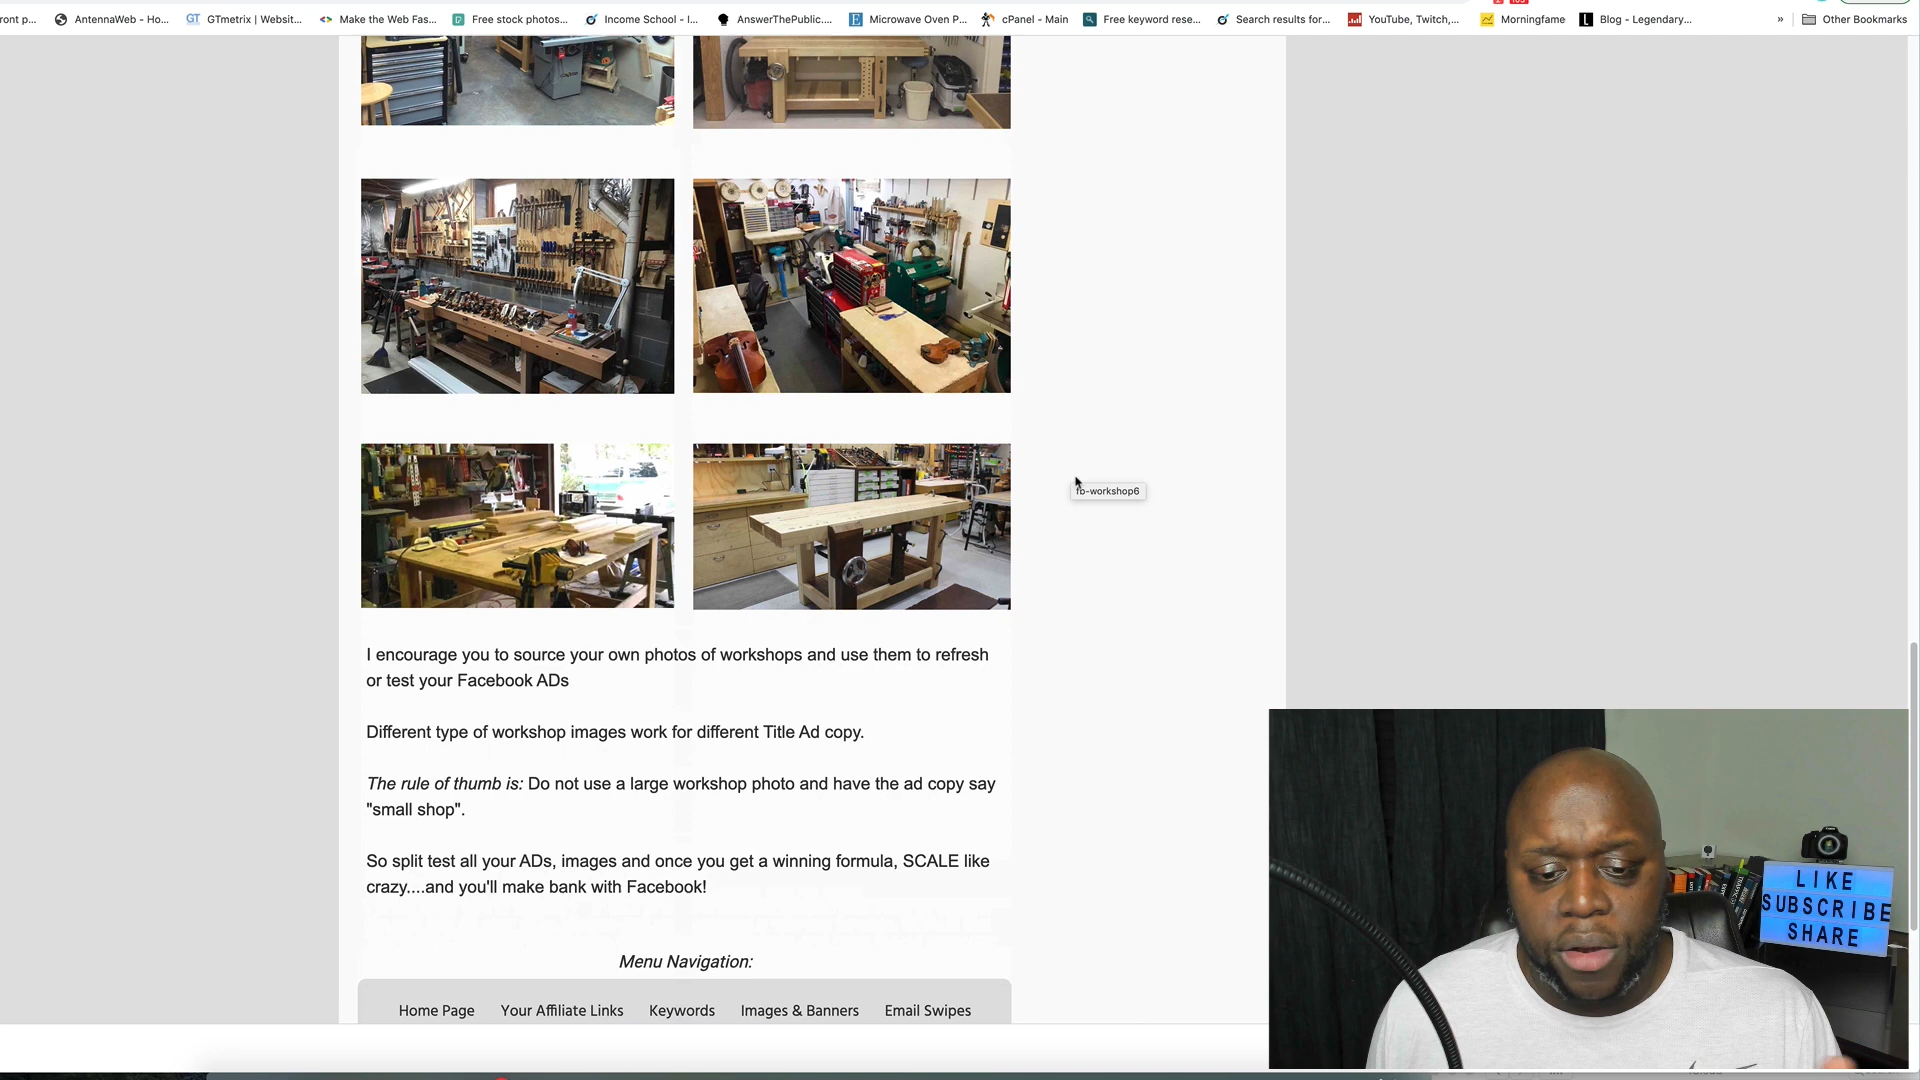 ront p...
AntennaWeb - Ho...
GT
GTmetrix | Websit...
Make the Web Fas...
Free stock photos...
Income School - I...
AnswerThePublic....
Microwave Oven P...
cPanel - Main
Free keyword rese...
Search results for...
YouTube, Twitch,...
Morningfame
Blog - Legendary...
»
Other Bookmarks
fb-workshop6
I encourage you to source your own photos of workshops and use them to refresh
or test your Facebook ADs
Different type of workshop images work for different Title Ad copy.
The rule of thumb is: Do not use a large workshop photo and have the ad copy say
"small shop".
So split test all your ADs, images and once you get a winning formula, SCALE like
crazy....and you'll make bank with Facebook!
Menu Navigation:
Home Page
Your Affiliate Links
Keywords
Images & Banners
Email Swipes
LIKE
SUBSCRIBE
SHARE